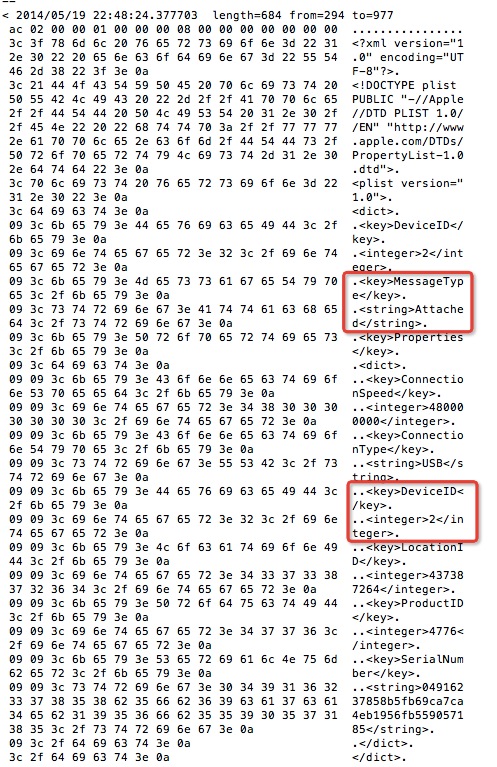 --
< 2014/05/19 22:48:24.377703 length=684 from=294 to=977
ac 02 00 00 01 00 00 00 08 00 00 00 00 00 00 00 ................
3c 3f 78 6d 6c 20 76 65 72 73 69 6f 6e 3d 22 31 <?xml version="1
2e 30 22 20 65 6e 63 6f 64 69 6e 67 3d 22 55 54 .0" encoding="UT
46 2d 38 22 3f 3e 0a F-8"?>.
3c 21 44 4f 43 54 59 50 45 20 70 6c 69 73 74 20 <!DOCTYPE plist
50 55 42 4c 49 43 20 22 2d 2f 2f 41 70 70 6c 65 PUBLIC "-//Apple
2f 2f 44 54 44 20 50 4c 49 53 54 20 31 2e 30 2f //DTD PLIST 1.0/
2f 45 4e 22 20 22 68 74 74 70 3a 2f 2f 77 77 77 /EN" "http://www
2e 61 70 70 6c 65 2e 63 6f 6d 2f 44 54 44 73 2f .apple.com/DTDs/
50 72 6f 70 65 72 74 79 4c 69 73 74 2d 31 2e 30 PropertyList-1.0
2e 64 74 64 22 3e 0a .dtd">.
3c 70 6c 69 73 74 20 76 65 72 73 69 6f 6e 3d 22 <plist version="
31 2e 30 22 3e 0a 1.0">.
3c 64 69 63 74 3e 0a <dict>.
09 3c 6b 65 79 3e 44 65 76 69 63 65 49 44 3c 2f .<key>DeviceID</
6b 65 79 3e 0a key>.
09 3c 69 6e 74 65 67 65 72 3e 32 3c 2f 69 6e 74 .<integer>2</int
65 67 65 72 3e 0a eger>.
09 3c 6b 65 79 3e 4d 65 73 73 61 67 65 54 79 70 .<key>MessageTyp
65 3c 2f 6b 65 79 3e 0a e</key>.
09 3c 73 74 72 69 6e 67 3e 41 74 74 61 63 68 65 .<string>Attache
64 3c 2f 73 74 72 69 6e 67 3e 0a d</string>.
09 3c 6b 65 79 3e 50 72 6f 70 65 72 74 69 65 73 .<key>Properties
3c 2f 6b 65 79 3e 0a </key>.
09 3c 64 69 63 74 3e 0a .<dict>.
09 09 3c 6b 65 79 3e 43 6f 6e 6e 65 63 74 69 6f ..<key>Connectio
6e 53 70 65 65 64 3c 2f 6b 65 79 3e 0a nSpeed</key>.
09 09 3c 69 6e 74 65 67 65 72 3e 34 38 30 30 30 ..<integer>48000
30 30 30 30 3c 2f 69 6e 74 65 67 65 72 3e 0a 0000</integer>.
09 09 3c 6b 65 79 3e 43 6f 6e 6e 65 63 74 69 6f ..<key>Connectio
6e 54 79 70 65 3c 2f 6b 65 79 3e 0a nType</key>.
09 09 3c 73 74 72 69 6e 67 3e 55 53 42 3c 2f 73 ..<string>USB</s
74 72 69 6e 67 3e 0a tring>.
09 09 3c 6b 65 79 3e 44 65 76 69 63 65 49 44 3c ..<key>DeviceID<
2f 6b 65 79 3e 0a /key>.
09 09 3c 69 6e 74 65 67 65 72 3e 32 3c 2f 69 6e ..<integer>2</in
74 65 67 65 72 3e 0a teger>.
09 09 3c 6b 65 79 3e 4c 6f 63 61 74 69 6f 6e 49 ..<key>LocationI
44 3c 2f 6b 65 79 3e 0a D</key>.
09 09 3c 69 6e 74 65 67 65 72 3e 34 33 37 33 38 ..<integer>43738
37 32 36 34 3c 2f 69 6e 74 65 67 65 72 3e 0a 7264</integer>.
09 09 3c 6b 65 79 3e 50 72 6f 64 75 63 74 49 44 ..<key>ProductID
3c 2f 6b 65 79 3e 0a </key>.
09 09 3c 69 6e 74 65 67 65 72 3e 34 37 37 36 3c ..<integer>4776<
2f 69 6e 74 65 67 65 72 3e 0a /integer>.
09 09 3c 6b 65 79 3e 53 65 72 69 61 6c 4e 75 6d ..<key>SerialNum
62 65 72 3c 2f 6b 65 79 3e 0a ber</key>.
09 09 3c 73 74 72 69 6e 67 3e 30 34 39 31 36 32 ..<string>049162
33 37 38 35 38 62 35 66 62 36 39 63 61 37 63 61 37858b5fb69ca7ca
34 65 62 31 39 35 36 66 62 35 35 39 30 35 37 31 4eb1956fb5590571
38 35 3c 2f 73 74 72 69 6e 67 3e 0a 85</string>.
09 3c 2f 64 69 63 74 3e 0a .</dict>.
3c 2f 64 69 63 74 3e 0a </dict>.